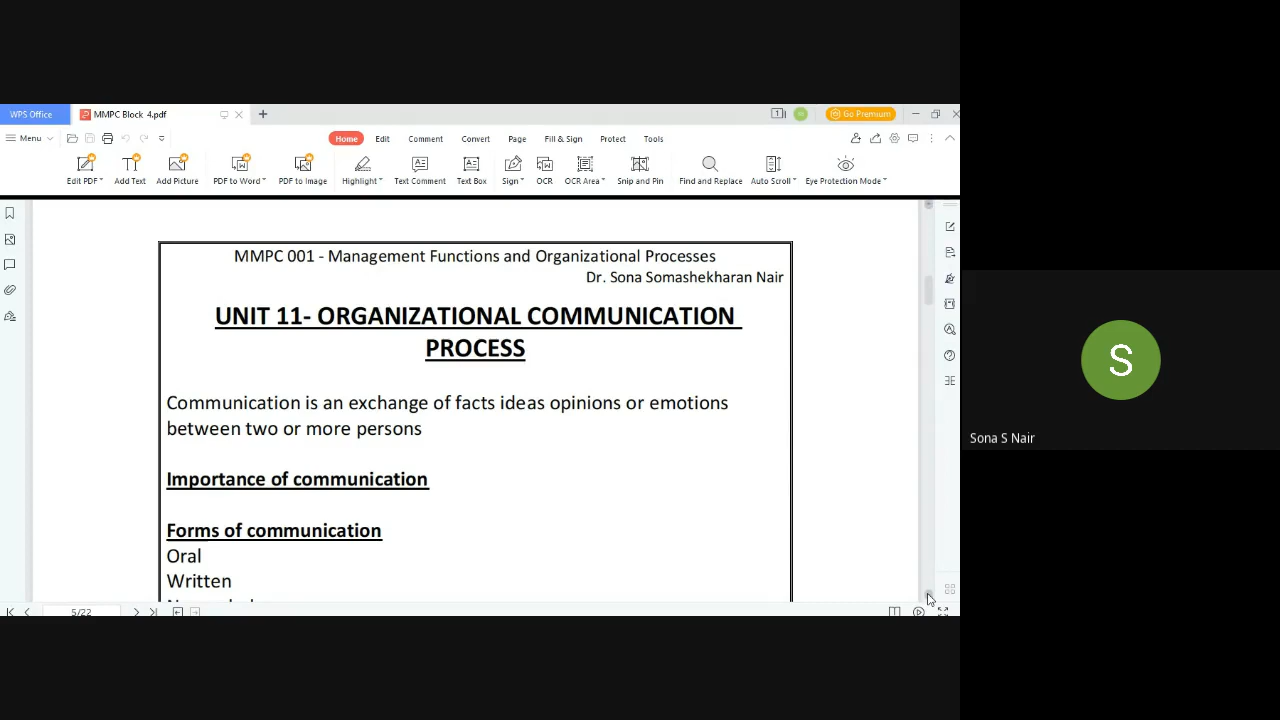 WPS Office
MMPC Block 4.pdf
Go Premium
Menu
Home
Edit
Comment
Convert
Page
Fill & Sign
Protect
Tools
Edit PDF
Add Text
Add Picture
PDF to Word
PDF to Image
Highlight
Text Comment
Text Box
Sign
OCR
OCR Area
Snip and Pin
Find and Replace
Auto Scroll
Eye Protection Mode
MMPC 001 - Management Functions and Organizational Processes
Dr. Sona Somashekharan Nair
UNIT 11- ORGANIZATIONAL COMMUNICATION
PROCESS
Communication is an exchange of facts ideas opinions or emotions
between two or more persons
Importance of communication
Forms of communication
Oral
Written
5/22
S
Sona S Nair